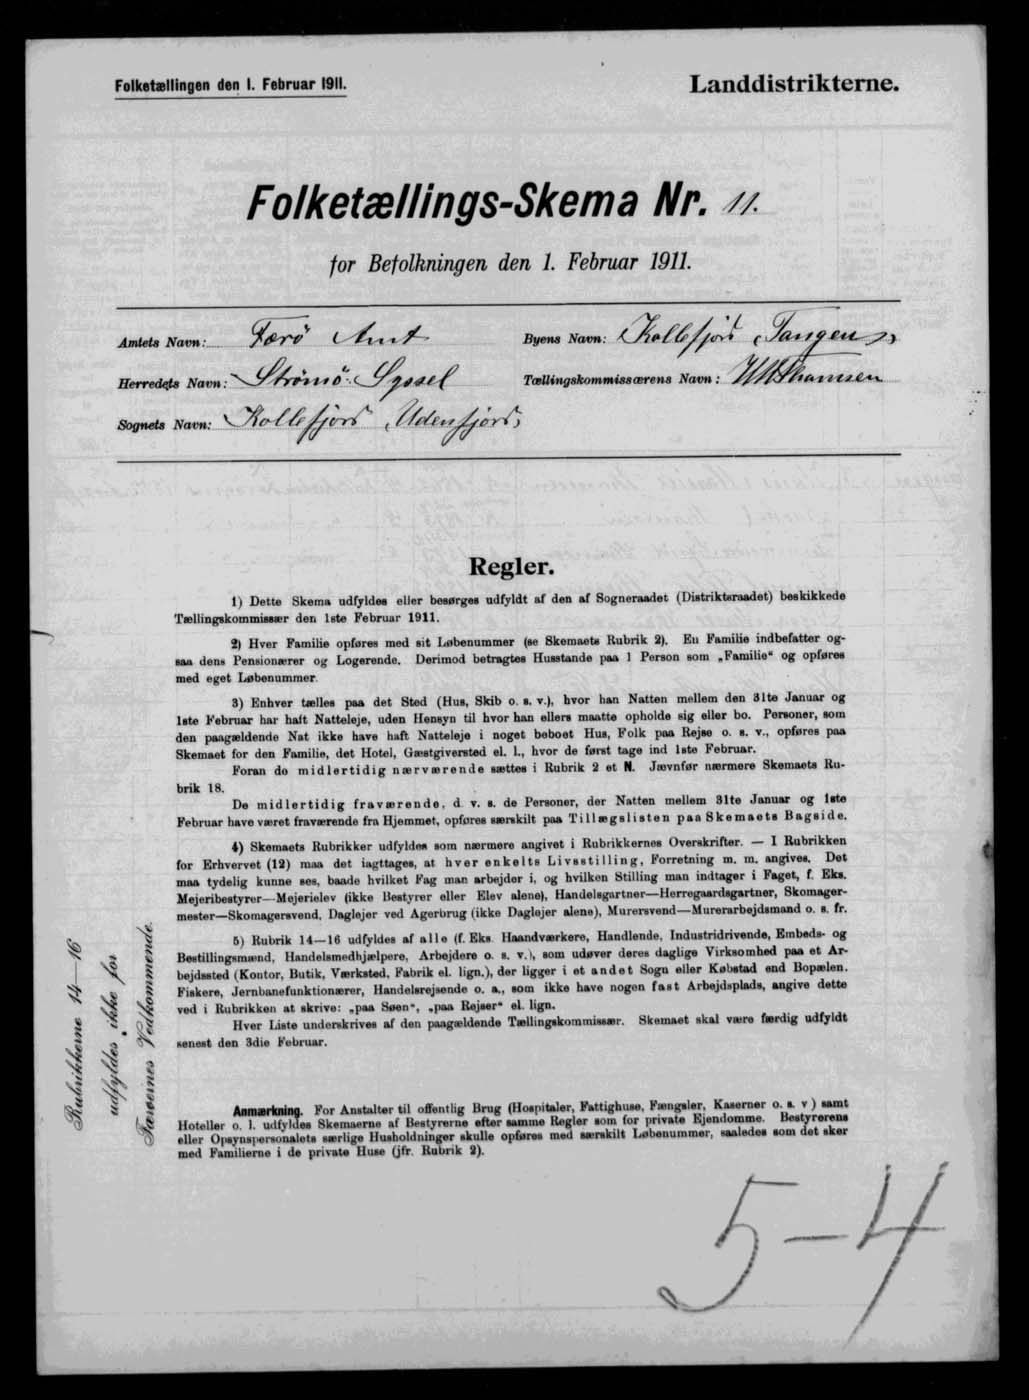 Folketællingen den 1. Februar 1911.
Landdistrikterne.
Folketællings-Skema Nr. 11.
for Befolkningen den 1. Februar 1911.
Amtets Navn: Færö Amt
Byens Navn: Kollefjord (Tangen)
Herredets Navn: Strömö Syssel
Tællingskommissærens Navn: Thomsen
Sognets Navn: Kollefjord (Udenfjord)
Regler.
1) Dette Skema udfyldes eller besørges udfyldt af den af Sogneraadet (Distriktsraadet) beskikkede
Tællingskommissær den 1ste Februar 1911.
2) Hver Familie opføres med sit Løbenummer (se Skemaets Rubrik 2). En Familie indbefatter og-
saa dens Pensionærer og Logerende. Derimod betragtes Husstande paa 1 Person som „Familie“ og opføres
med eget Løbenummer.
3) Enhver tælles paa det Sted (Hus, Skib o. s. v.), hvor han Natten mellem den 31te Januar og
1ste Februar har haft Natteleje, uden Hensyn til hvor han ellers maatte opholde sig eller bo. Personer, som
den paagældende Nat ikke have haft Natteleje i noget beboet Hus, Folk paa Rejse o. s. v., opføres paa
Skemaet for den Familie, det Hotel, Gæstgiversted el. l., hvor de først tage ind 1ste Februar.
Foran de midlertidig nærværende sættes i Rubrik 2 et N. Jævnfør nærmere Skemaets Ru-
brik 18.
De midlertidig fraværende, d. v. s. de Personer, der Natten mellem 31te Januar og 1ste
Februar have været fraværende fra Hjemmet, opføres særskilt paa Tillægslisten paa Skemaets Bagside.
4) Skemaets Rubrikker udfyldes som nærmere angivet i Rubrikkernes Overskrifter. — I Rubrikken
for Erhvervet (12) maa det iagttages, at hver enkelts Livsstilling, Forretning m. m. angives. Det
maa tydelig kunne ses, baade hvilket Fag man arbejder i, og hvilken Stilling man indtager i Faget, f. Eks.
Mejeribestyrer—Mejerielev (ikke Bestyrer eller Elev alene), Handelsgartner—Herregaardsgartner, Skomager-
mester—Skomagersvend, Daglejer ved Agerbrug (ikke Daglejer alene), Murersvend—Murerarbejdsmand o. s. fr.
5) Rubrik 14—16 udfyldes af alle (f. Eks. Haandværkere, Handlende, Industridrivende, Embeds- og
Bestillingsmænd, Handelsmedhjælpere, Arbejdere o. s. v.), som udøver deres daglige Virksomhed paa et Ar-
bejdssted (Kontor, Butik, Værksted, Fabrik el. lign.), der ligger i et andet Sogn eller Købstad end Bopælen.
Fiskere, Jernbanefunktionærer, Handelsrejsende o. a., som ikke have nogen fast Arbejdsplads, angive dette
ved i Rubrikken at skrive: „paa Søen“, „paa Rejser“ el. lign.
Hver Liste underskrives af den paagældende Tællingskommissær. Skemaet skal være færdig udfyldt
senest den 3die Februar.
Rubrikkerne 14—16
udfyldes ikke for
Færøernes Vedkommende.
Anmærkning. For Anstalter til offentlig Brug (Hospitaler, Fattighuse, Fængsler, Kaserner o. s. v) samt
Hoteller o. l. udfyldes Skemaerne af Bestyrerne efter samme Regler som for private Ejendomme. Bestyrerens
eller Opsynspersonalets særlige Husholdninger skulle opføres med særskilt Løbenummer, saaledes som det sker
med Familierne i de private Huse (jfr. Rubrik 2).
5-4